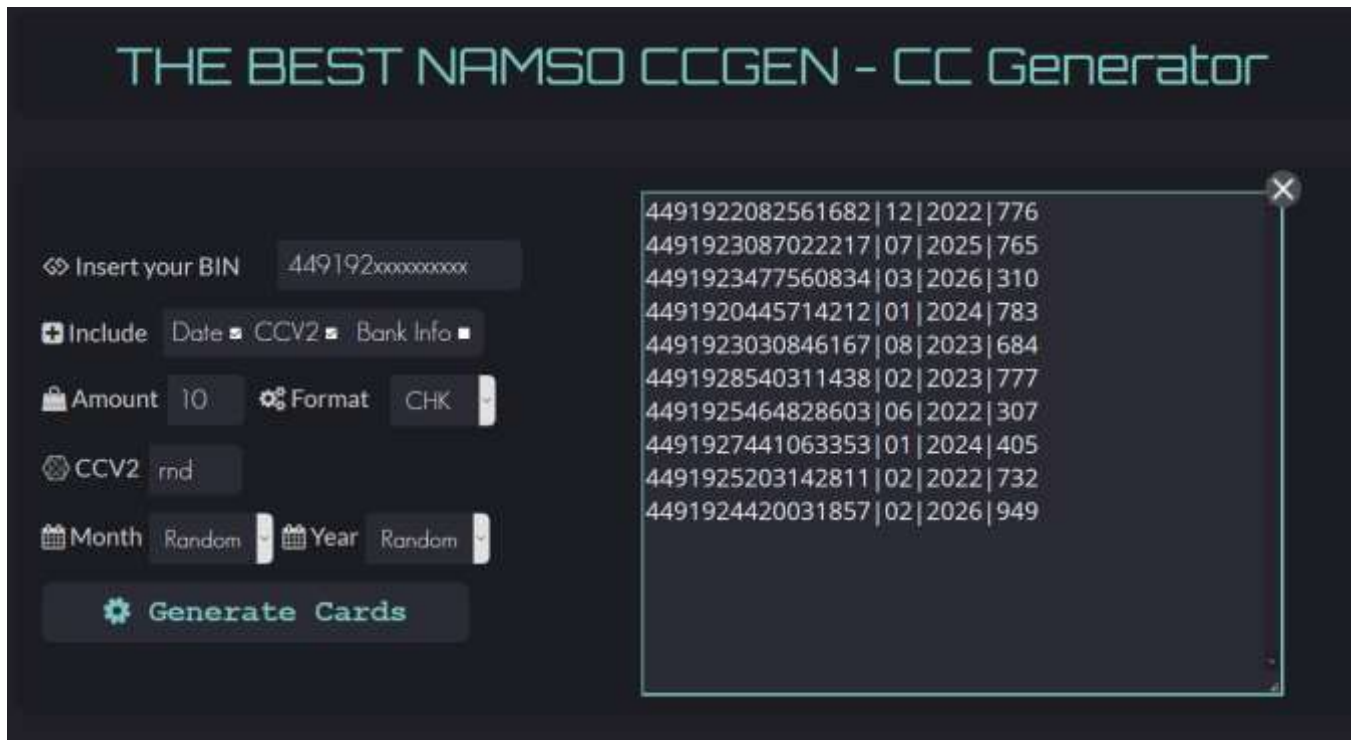 THE BEST NAMSO CCGEN - CC Generator
Insert your BIN 449192xxxxxxxxxx
Include Date CCV2 Bank Info
Amount 10 Format CHK
CCV2 rnd
Month Random Year Random
Generate Cards
4491922082561682|12|2022|776
4491923087022217|07|2025|765
4491923477560834|03|2026|310
4491920445714212|01|2024|783
4491923030846167|08|2023|684
4491928540311438|02|2023|777
4491925464828603|06|2022|307
4491927441063353|01|2024|405
4491925203142811|02|2022|732
4491924420031857|02|2026|949